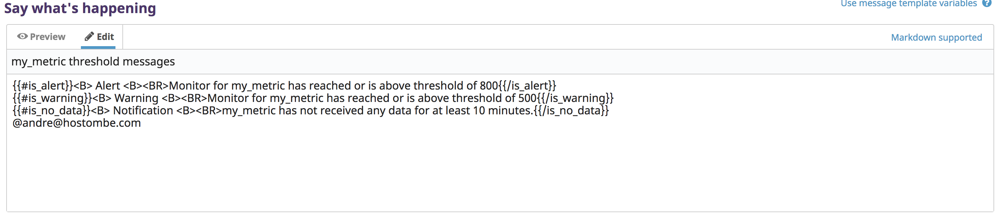 Say what's happening
Use message template variables ?
Preview
Edit
Markdown supported
my_metric threshold messages
{{#is_alert}}<B> Alert <B><BR>Monitor for my_metric has reached or is above threshold of 800{{/is_alert}}
{{#is_warning}}<B> Warning <B><BR>Monitor for my_metric has reached or is above threshold of 500{{/is_warning}}
{{#is_no_data}}<B> Notification <B><BR>my_metric has not received any data for at least 10 minutes.{{/is_no_data}}
@andre@hostombe.com